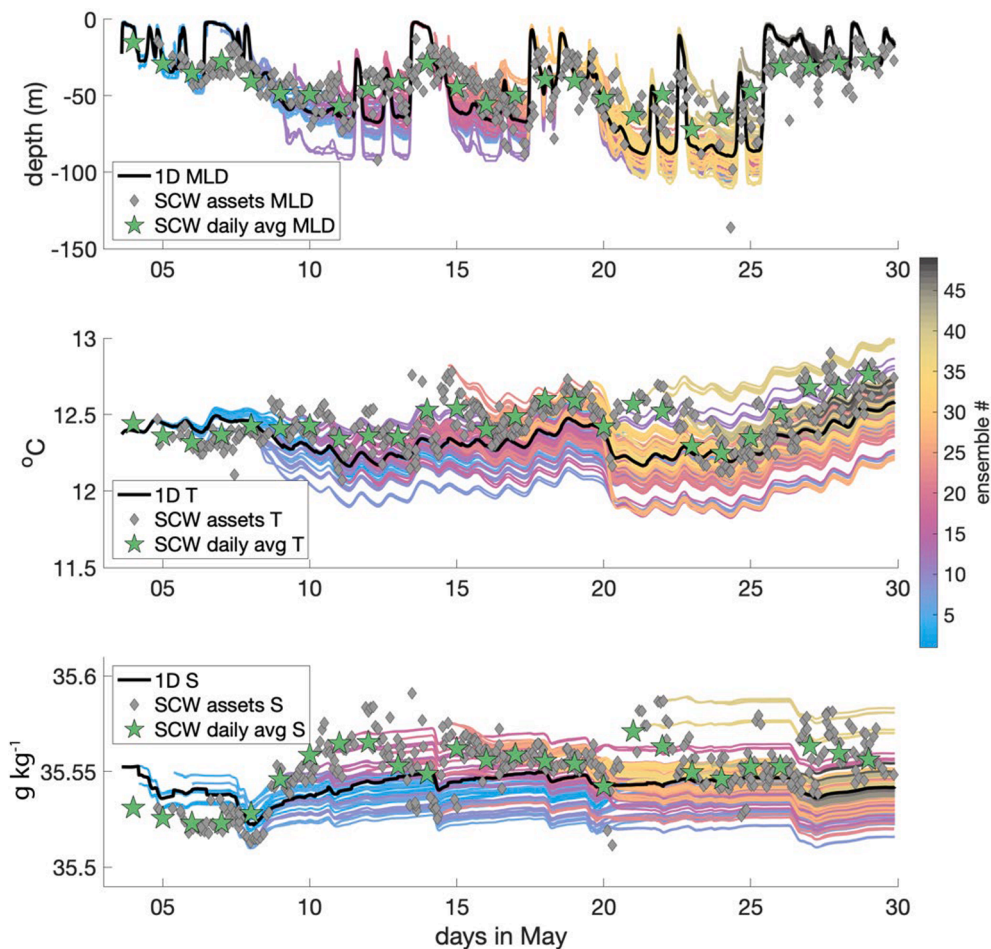 0
-50
-100
-150
depth (m)
1D MLD
SCW assets MLD
SCW daily avg MLD
05
10
15
20
25
30
13
12.5
12
11.5
°C
1D T
SCW assets T
SCW daily avg T
05
10
15
20
25
30
35.6
35.55
35.5
g kg-1
1D S
SCW assets S
SCW daily avg S
05
10
15
20
25
30
days in May
45
40
35
30
25
20
15
10
5
ensemble #